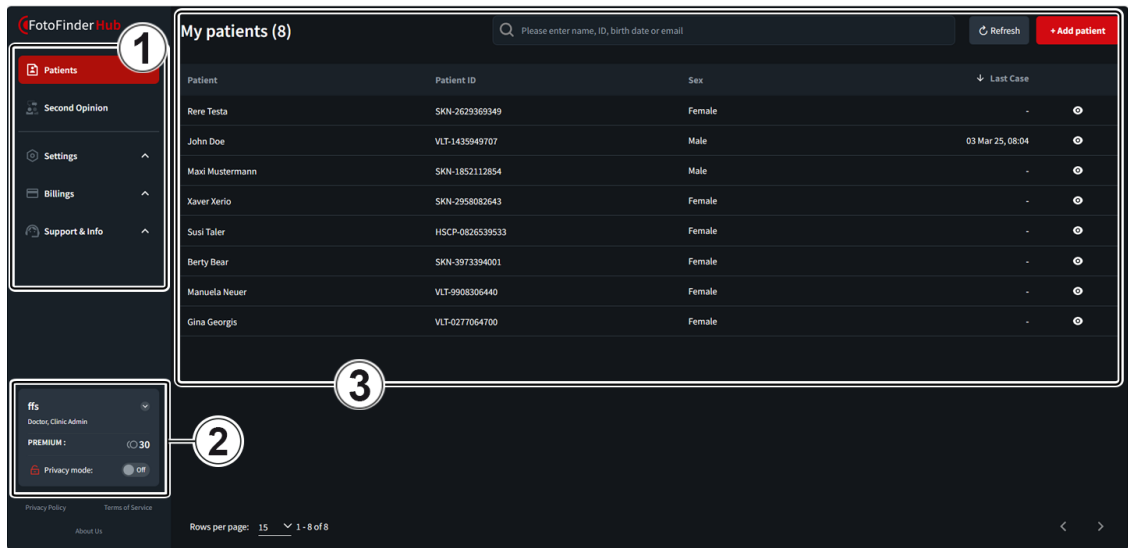 FotoFinder Hub
1
Patients
Second Opinion
Settings
Billings
Support & Info
ffs
Doctor, Clinic Admin
PREMIUM : 30
Privacy mode: Off
2
Privacy Policy Terms of Service
About Us
My patients (8) Please enter name, ID, birth date or email Refresh + Add patient
Patient Patient ID Sex ↓ Last Case
Rere Testa SKN-2629369349 Female -
John Doe VLT-1435949707 Male 03 Mar 25, 08:04
Maxi Mustermann SKN-1852112854 Male -
Xaver Xerio SKN-2958082643 Female -
Susi Taler HSCP-0826539533 Female -
Berty Bear SKN-3973394001 Female -
Manuela Neuer VLT-9908306440 Female -
Gina Georgis VLT-0277064700 Female -
3
Rows per page: 15 1 - 8 of 8